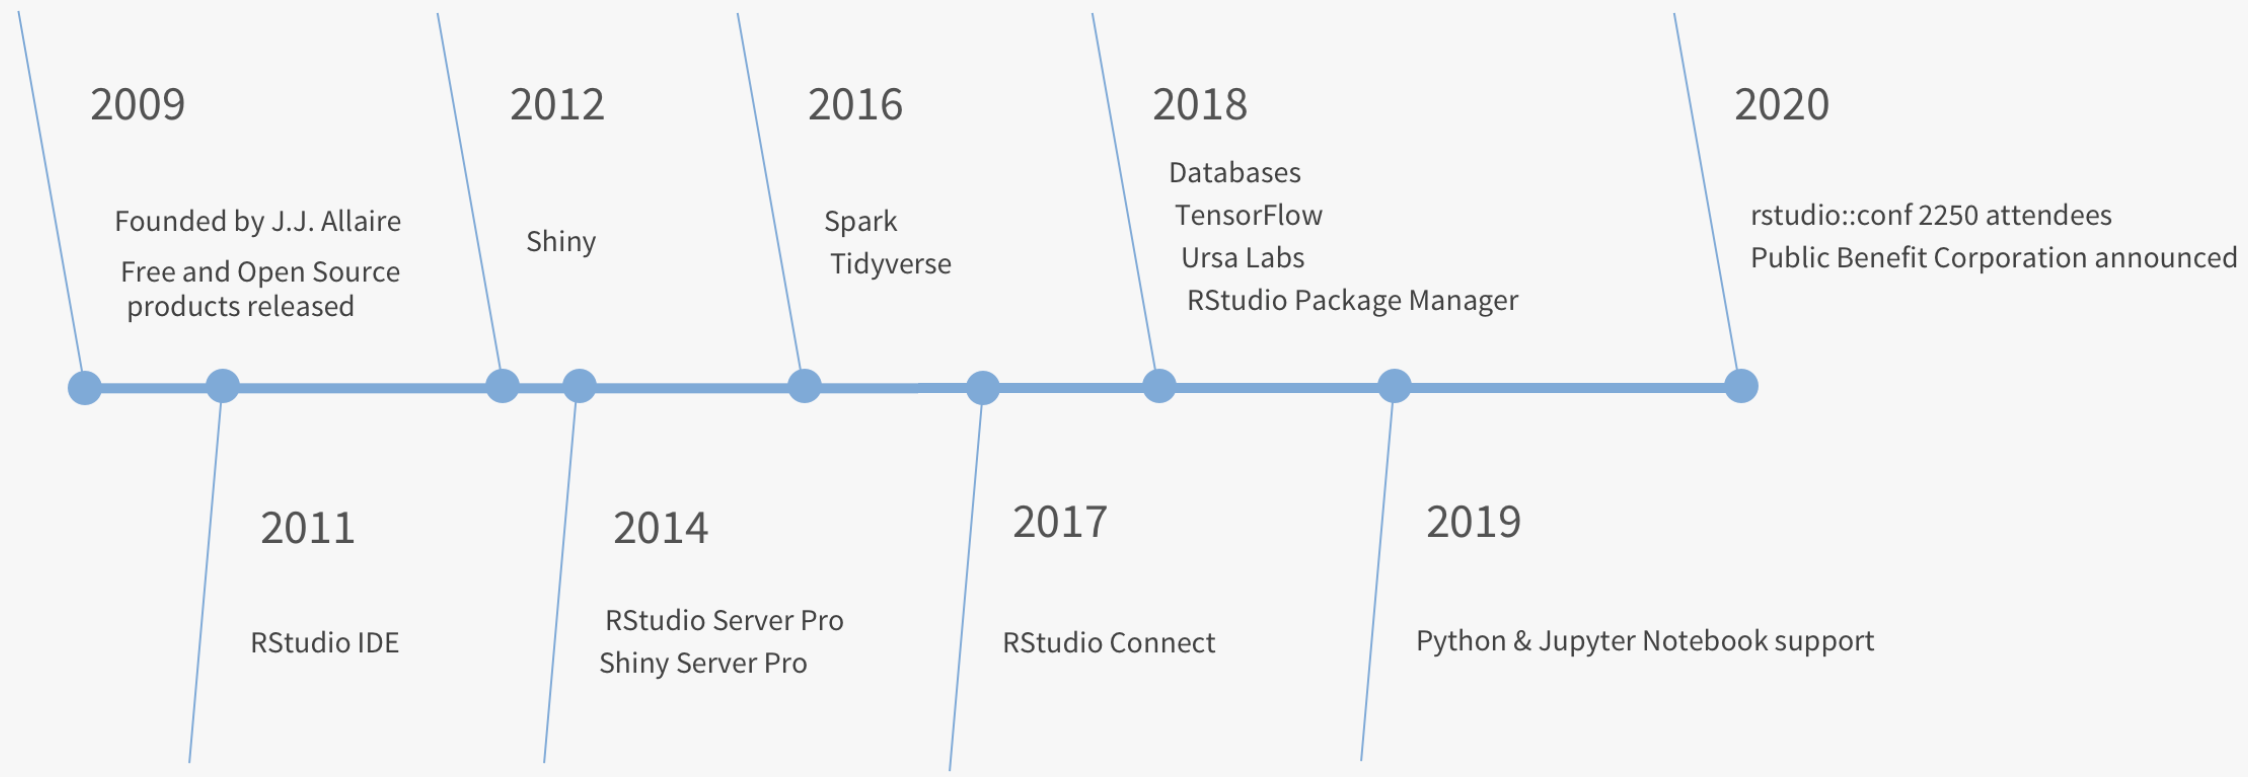 2009
Founded by J.J. Allaire
Free and Open Source
products released
2011
RStudio IDE
2012
Shiny
2014
RStudio Server Pro
Shiny Server Pro
2016
Spark
Tidyverse
2017
RStudio Connect
2018
Databases
TensorFlow
Ursa Labs
RStudio Package Manager
2019
Python & Jupyter Notebook support
2020
rstudio::conf 2250 attendees
Public Benefit Corporation announced